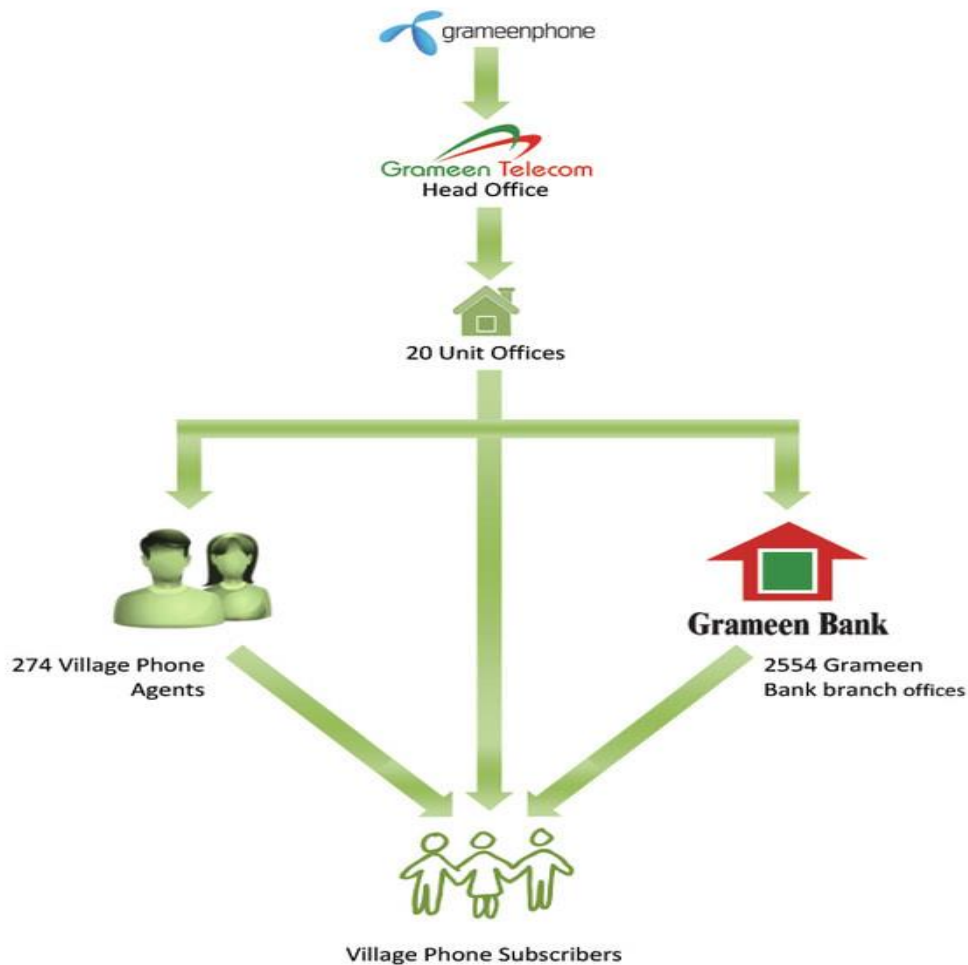 grameenphone
Grameen Telecom
Head Office
20 Unit Offices
274 Village Phone
Agents
Grameen Bank
2554 Grameen
Bank branch offices
Village Phone Subscribers